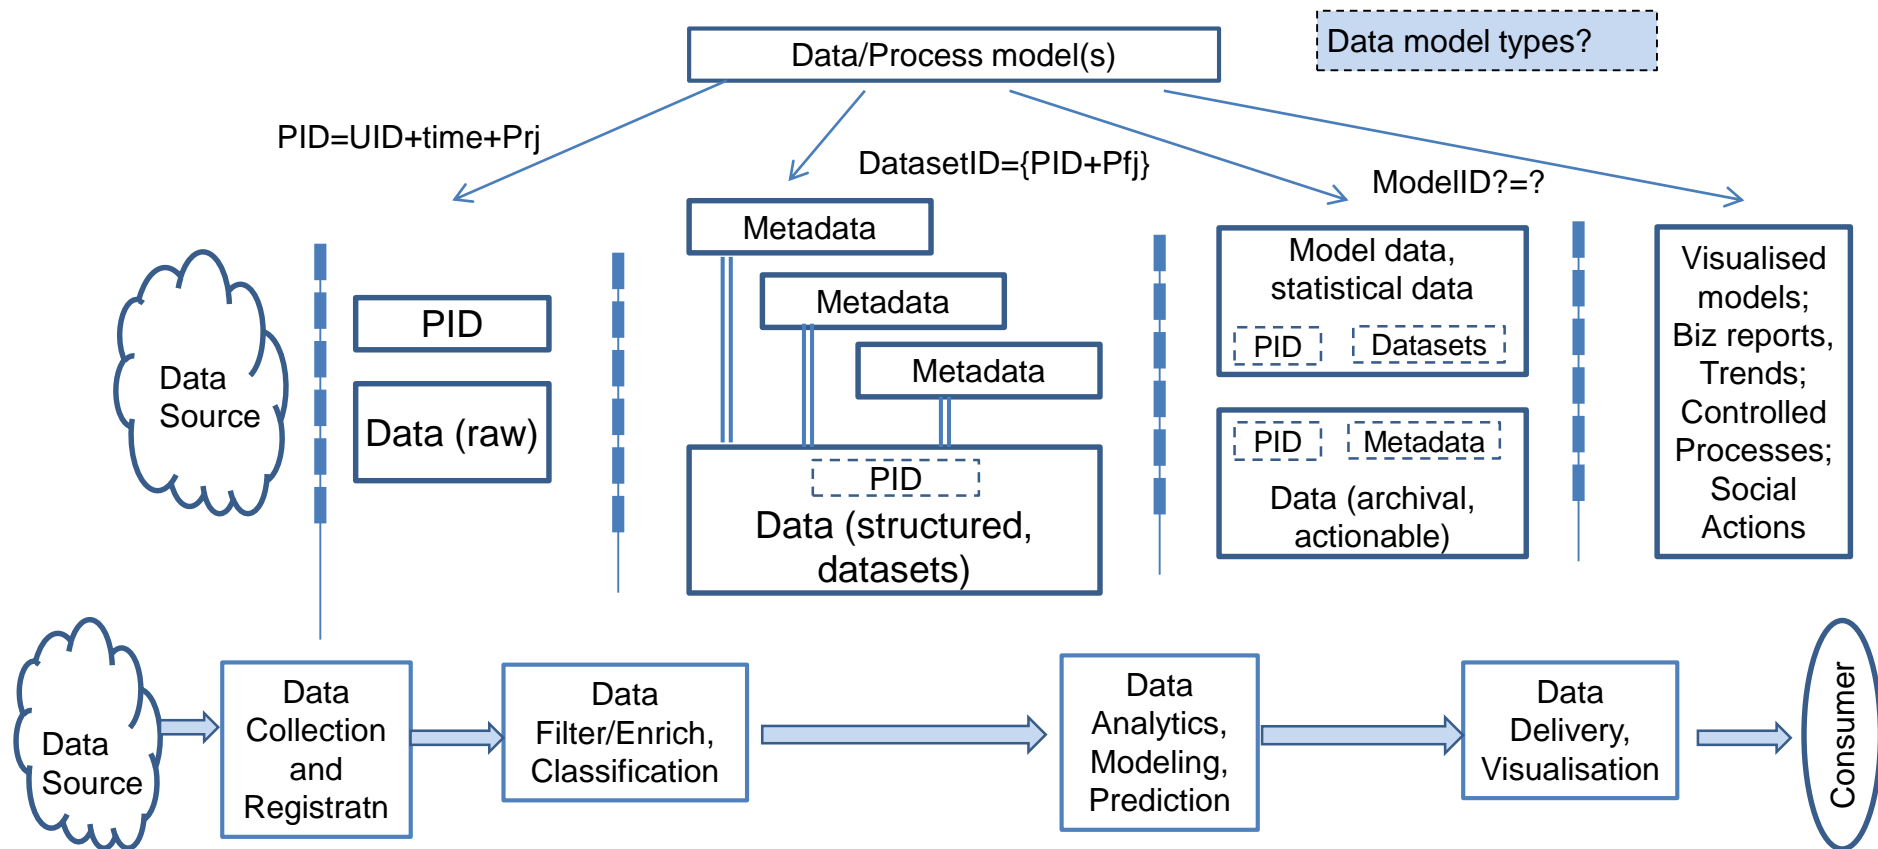 Data/Process model(s)
Data model types?
PID=UID+time+Prj
DatasetID={PID+Pfj}
ModelID?=?
Data
Source
PID
Data (raw)
Metadata
Metadata
Metadata
PID
Data (structured,
datasets)
Model data,
statistical data
PID
Datasets
PID
Metadata
Data (archival,
actionable)
Visualised
models;
Biz reports,
Trends;
Controlled
Processes;
Social
Actions
Data
Source
Data
Collection
and
Registratn
Data
Filter/Enrich,
Classification
Data
Analytics,
Modeling,
Prediction
Data
Delivery,
Visualisation
Consumer